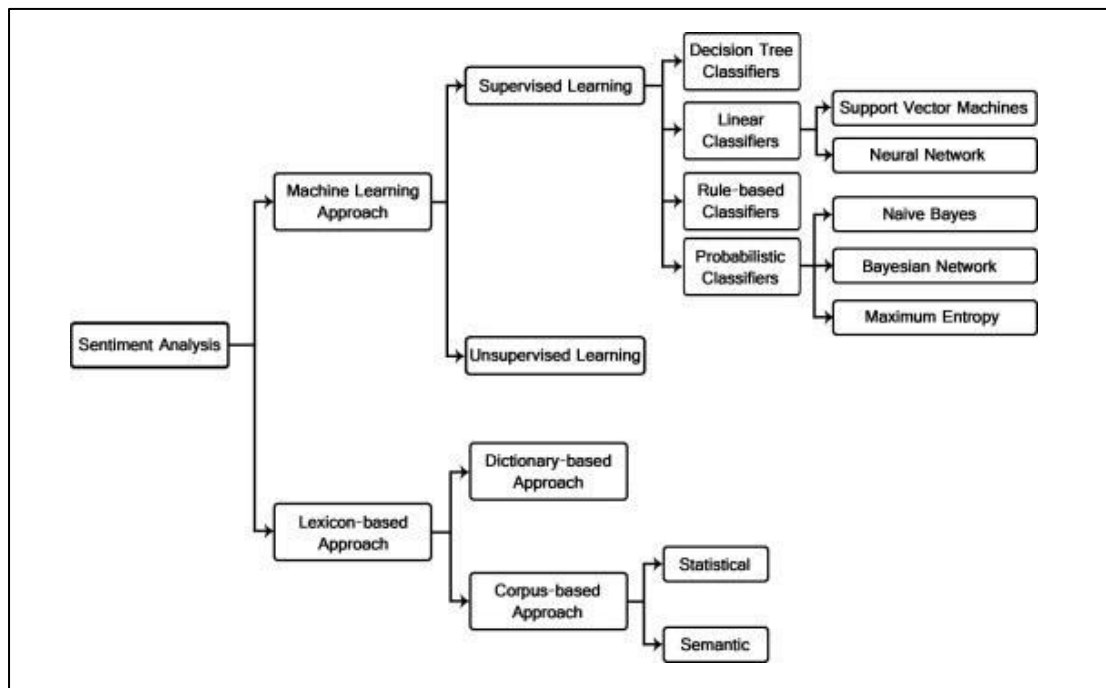 Sentiment Analysis
Machine Learning
Approach
Supervised Learning
Decision Tree
Classifiers
Linear
Classifiers
Support Vector Machines
Neural Network
Rule-based
Classifiers
Probabilistic
Classifiers
Naive Bayes
Bayesian Network
Maximum Entropy
Unsupervised Learning
Lexicon-based
Approach
Dictionary-based
Approach
Corpus-based
Approach
Statistical
Semantic